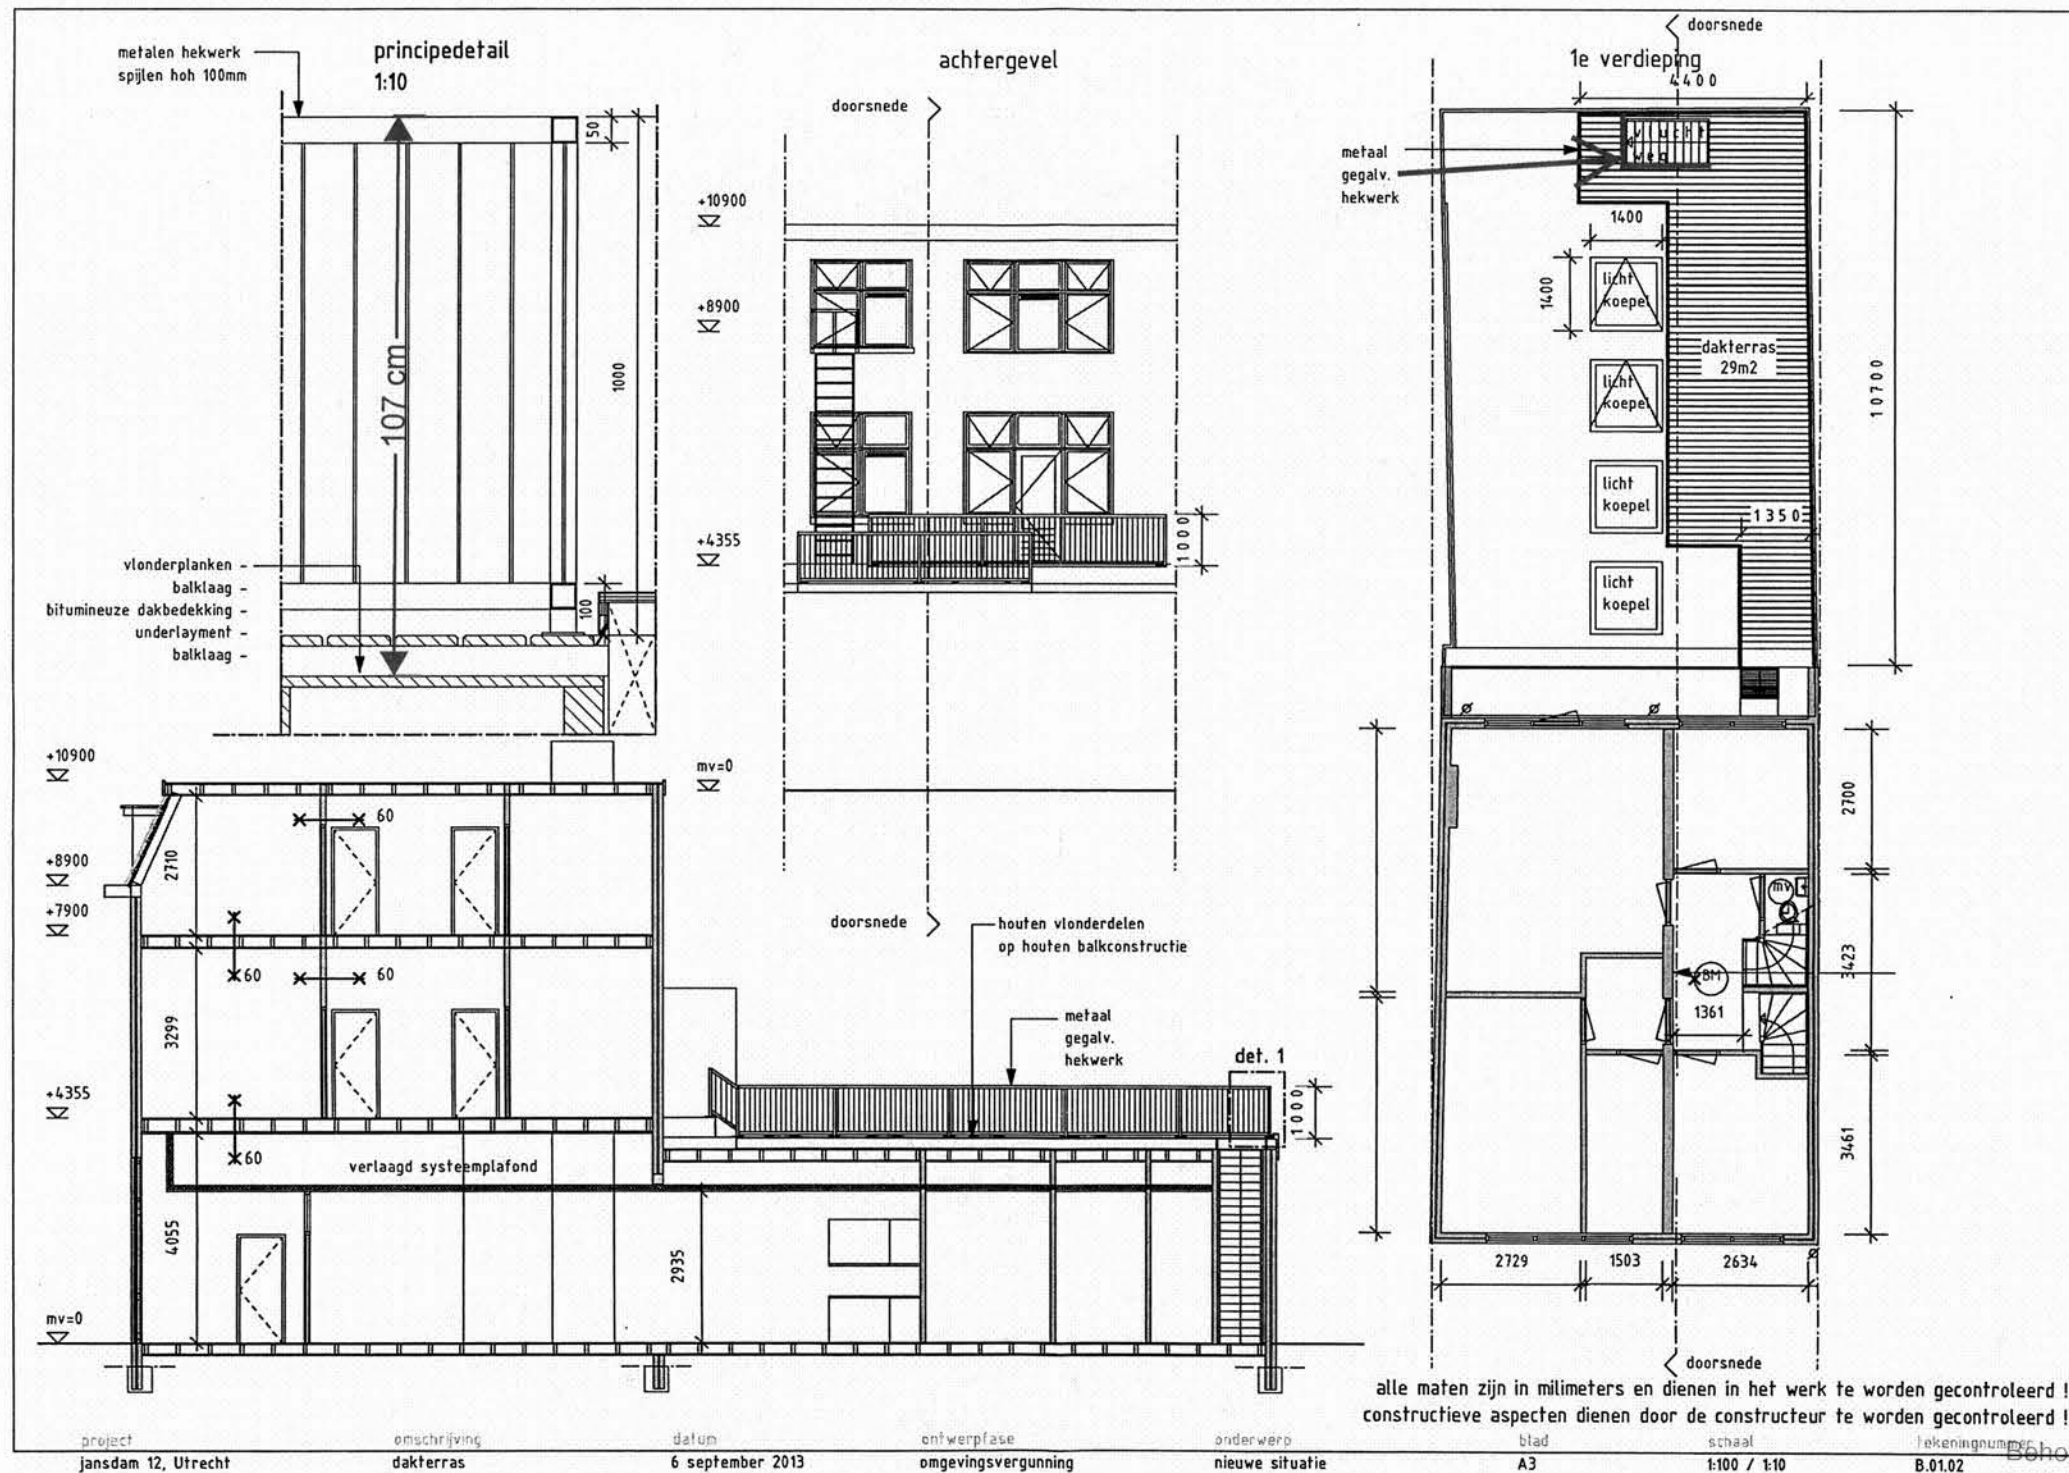 metalen hekwerk
spijlen hoh 100mm
principedetail
1:10
50
1000
107 cm
100
vlonderplanken -
balklaag -
bitumineuze dakbedekking -
underlayment -
balklaag -
achtergevel
doorsnede
+10900
+8900
+4355
mv=0
1000
doorsnede
doorsnede
1e verdieping
4400
metaal
gegalv.
hekwerk
vlucht
weg
1400
1400
licht
koepel
licht
koepel
licht
koepel
licht
koepel
dakterras
29m2
10700
1350
2700
mv
3423
BM
1361
3461
2729
1503
2634
doorsnede
+10900
+8900
+7900
+4355
mv=0
2710
3299
4055
2935
60
60
60
60
verlaagd systeemplafond
houten vlonderdelen
op houten balkconstructie
metaal
gegalv.
hekwerk
det. 1
1000
alle maten zijn in milimeters en dienen in het werk te worden gecontroleerd !
constructieve aspecten dienen door de constructeur te worden gecontroleerd !
project
omschrijving
datum
ontwerpfase
onderwerp
blad
schaal
tekeningnummer
jansdam 12, Utrecht
dakterras
6 september 2013
omgevingsvergunning
nieuwe situatie
A3
1:100 / 1:10
B.01.02